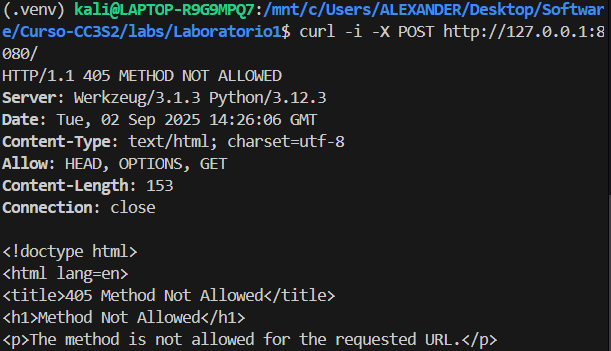 (.venv) kali@LAPTOP-R9G9MPQ7:/mnt/c/Users/ALEXANDER/Desktop/Softwar
e/Curso-CC3S2/labs/Laboratorio1$ curl -i -X POST http://127.0.0.1:8
080/
HTTP/1.1 405 METHOD NOT ALLOWED
Server: Werkzeug/3.1.3 Python/3.12.3
Date: Tue, 02 Sep 2025 14:26:06 GMT
Content-Type: text/html; charset=utf-8
Allow: HEAD, OPTIONS, GET
Content-Length: 153
Connection: close

<!doctype html>
<html lang=en>
<title>405 Method Not Allowed</title>
<h1>Method Not Allowed</h1>
<p>The method is not allowed for the requested URL.</p>